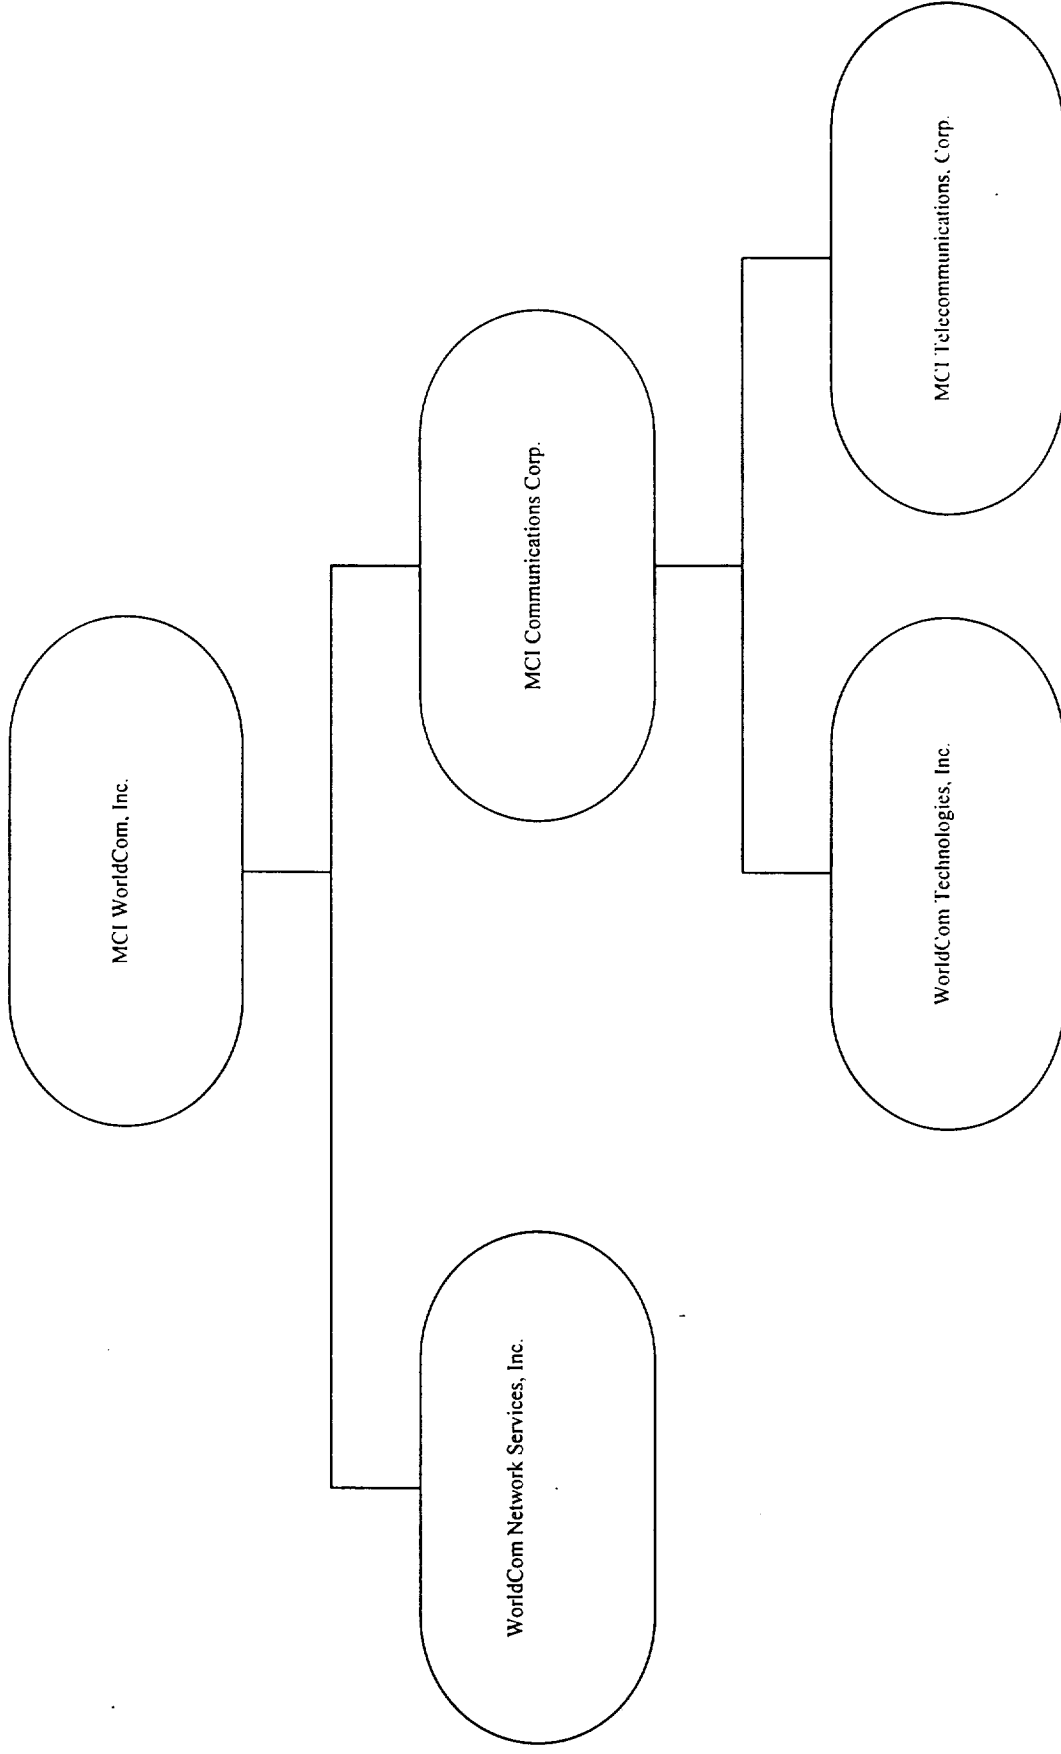 MCI WorldCom, Inc.
WorldCom Network Services, Inc.
MCI Communications Corp.
WorldCom Technologies, Inc.
MCI Telecommunications. Corp.